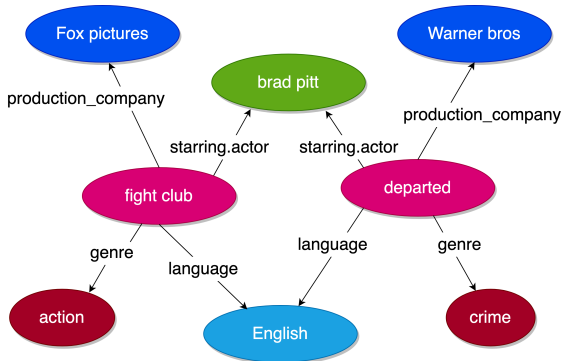 Fox pictures
Warner bros
brad pitt
production_company
production_company
starring.actor
starring.actor
fight club
departed
genre
language
language
genre
action
English
crime